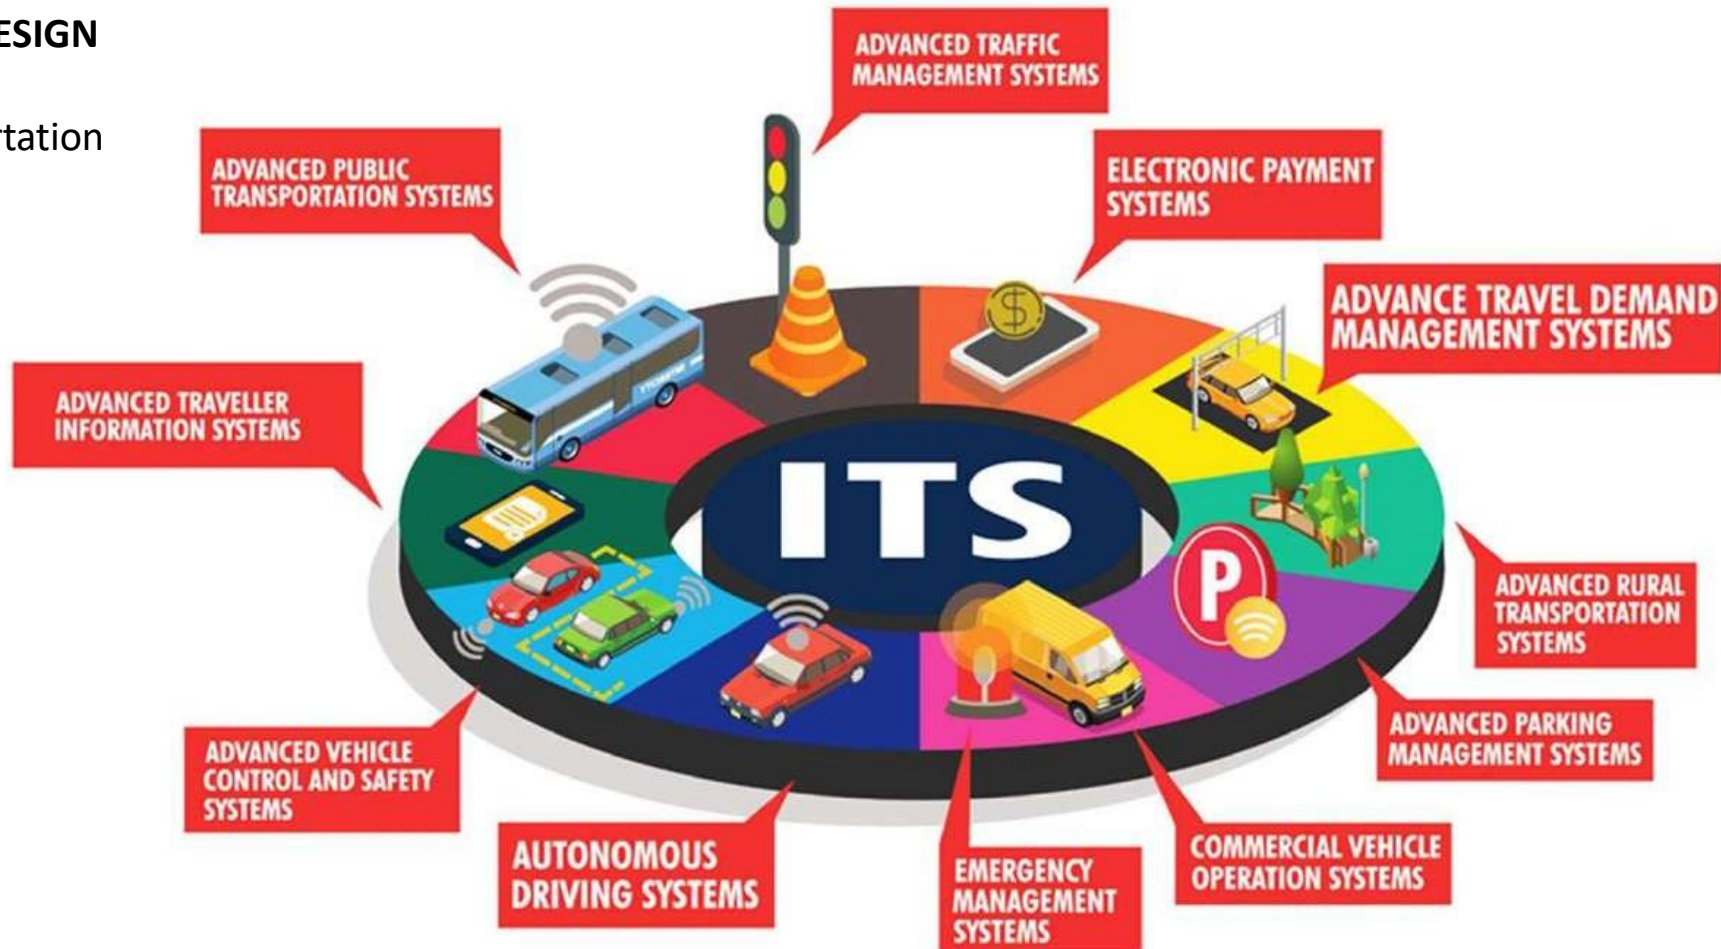 ESIGN
rtation
ADVANCED TRAFFIC
MANAGEMENT SYSTEMS
ADVANCED PUBLIC
TRANSPORTATION SYSTEMS
ELECTRONIC PAYMENT
SYSTEMS
ADVANCE TRAVEL DEMAND
MANAGEMENT SYSTEMS
ADVANCED TRAVELLER
INFORMATION SYSTEMS
ITS
$
P
ADVANCED RURAL
TRANSPORTATION
SYSTEMS
ADVANCED PARKING
MANAGEMENT SYSTEMS
ADVANCED VEHICLE
CONTROL AND SAFETY
SYSTEMS
AUTONOMOUS
DRIVING SYSTEMS
EMERGENCY
MANAGEMENT
SYSTEMS
COMMERCIAL VEHICLE
OPERATION SYSTEMS